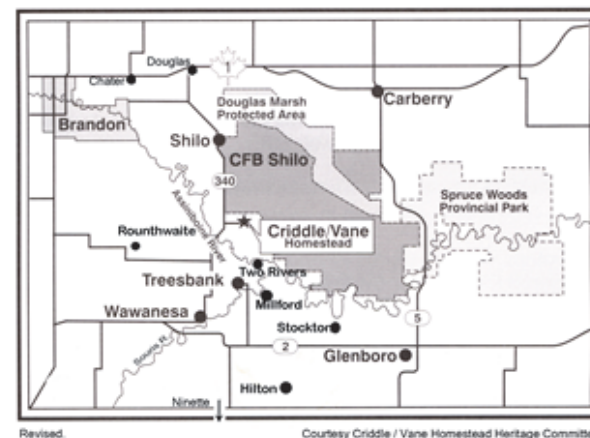 Douglas
1
Chater
Carberry
Douglas Marsh
Protected Area
Brandon
Shilo
CFB Shilo
340
Assiniboine River
Spruce Woods
Provincial Park
Criddle/Vane
Homestead
Rounthwaite
Two Rivers
Treesbank
Millford
Wawanesa
Stockton
5
Souris R.
2
Glenboro
Hilton
Ninette
Revised.
Courtesy Criddle / Vane Homestead Heritage Committe